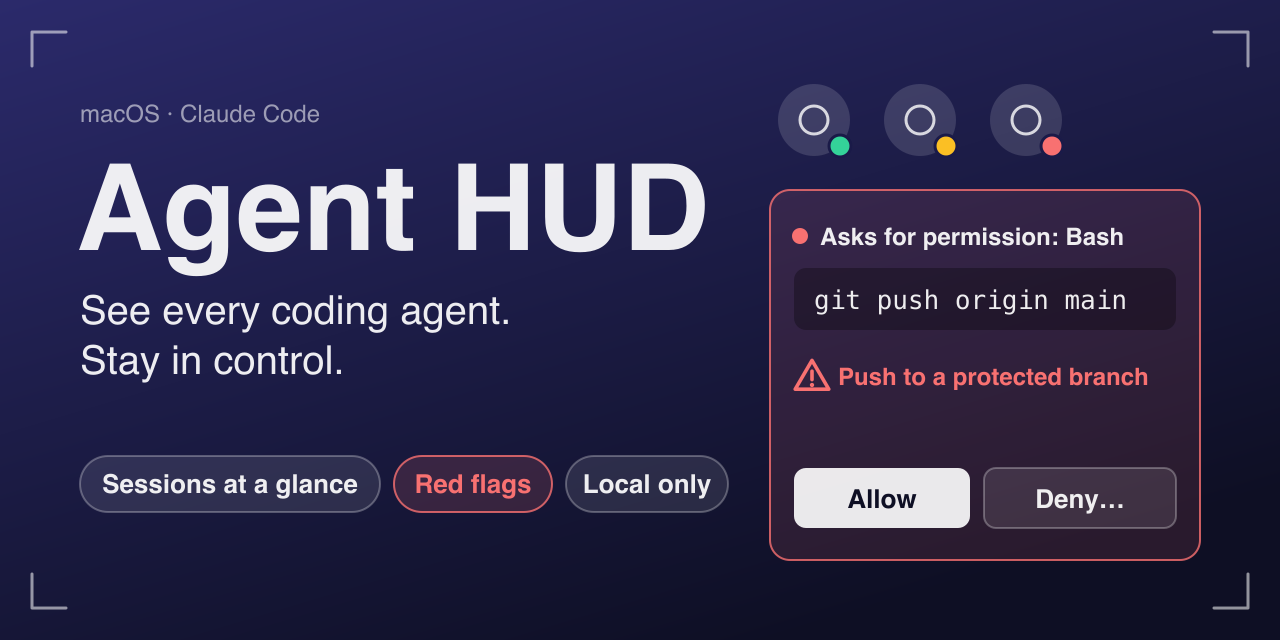 macOS · Claude Code
Agent HUD
See every coding agent.
Stay in control.
Sessions at a glance
Red flags
Local only
Asks for permission: Bash
git push origin main
Push to a protected branch
Allow
Deny…